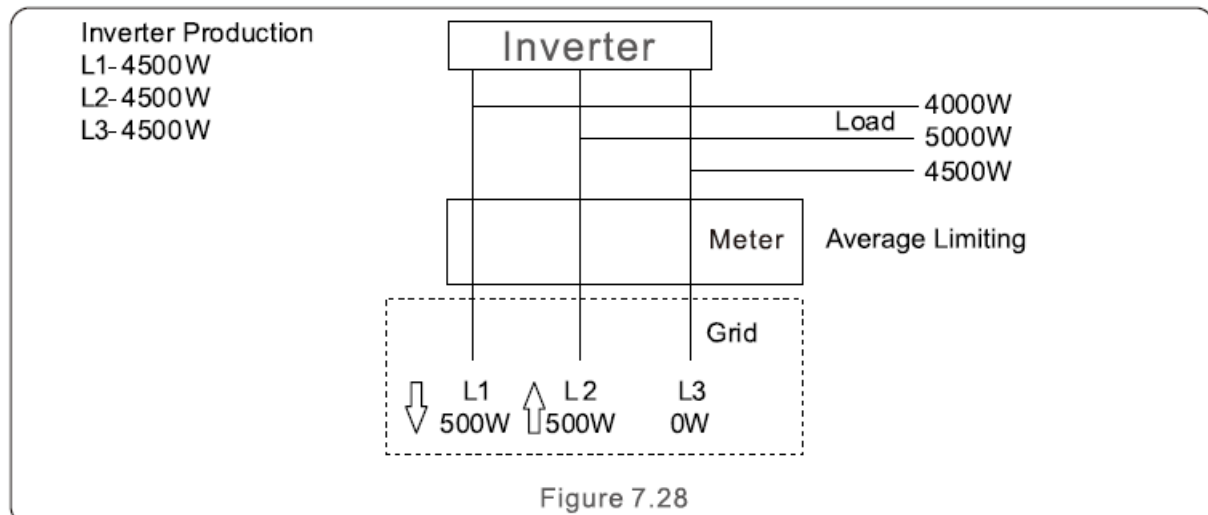 Inverter Production
L1-4500W
L2-4500W
L3-4500W
Inverter
4000W
Load
5000W
4500W
Meter
Average Limiting
Grid
L1
L2
L3
500W
500W
0W
Figure 7.28